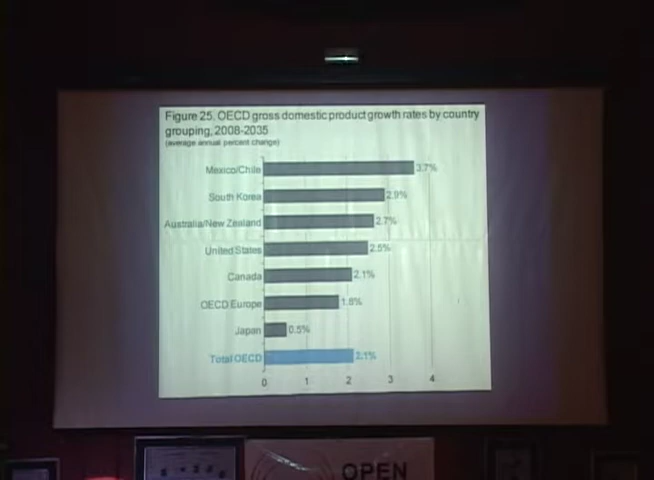 Figure 25. OECD gross domestic product growth rates by country
grouping, 2008-2035
(average annual percent change)
Mexico/Chile 3.7%
South Korea 2.9%
Australia/New Zealand 2.7%
United States 2.5%
Canada 2.1%
OECD Europe 1.8%
Japan 0.5%
Total OECD 2.1%
0 1 2 3 4
OPEN